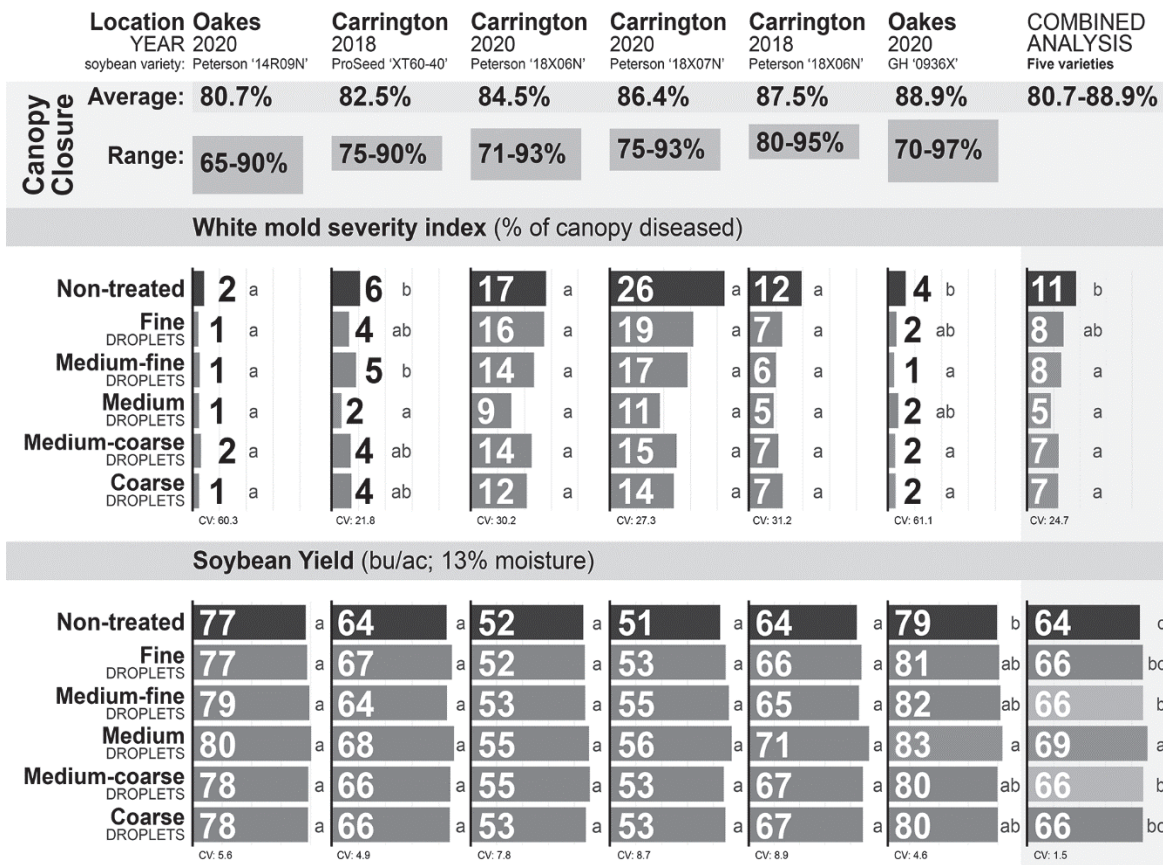 Location Oakes Carrington Carrington Carrington Carrington Oakes COMBINED
YEAR 2020 2018 2020 2020 2018 2020 ANALYSIS
soybean variety: Peterson '14R09N' ProSeed 'XT60-40' Peterson '18X06N' Peterson '18X07N' Peterson '18X06N' GH '0936X' Five varieties
Canopy Closure
Average: 80.7% 82.5% 84.5% 86.4% 87.5% 88.9% 80.7-88.9%
Range: 65-90% 75-90% 71-93% 75-93% 80-95% 70-97%
White mold severity index (% of canopy diseased)
Non-treated 2 a 6 b 17 a 26 a 12 a 4 b 11 b
Fine DROPLETS 1 a 4 ab 16 a 19 a 7 a 2 ab 8 ab
Medium-fine DROPLETS 1 a 5 b 14 a 17 a 6 a 1 a 8 a
Medium DROPLETS 1 a 2 a 9 a 11 a 5 a 2 ab 5 a
Medium-coarse DROPLETS 2 a 4 ab 14 a 15 a 7 a 2 a 7 a
Coarse DROPLETS 1 a 4 ab 12 a 14 a 7 a 2 a 7 a
CV: 60.3 CV: 21.8 CV: 30.2 CV: 27.3 CV: 31.2 CV: 61.1 CV: 24.7
Soybean Yield (bu/ac; 13% moisture)
Non-treated 77 a 64 a 52 a 51 a 64 a 79 b 64
Fine DROPLETS 77 a 67 a 52 a 53 a 66 a 81 ab 66
Medium-fine DROPLETS 79 a 64 a 53 a 55 a 65 a 82 ab 66
Medium DROPLETS 80 a 68 a 55 a 56 a 71 a 83 a 69 a
Medium-coarse DROPLETS 78 a 66 a 55 a 53 a 67 a 80 ab 66
Coarse DROPLETS 78 a 66 a 53 a 53 a 67 a 80 ab 66
CV: 5.6 CV: 4.9 CV: 7.8 CV: 8.7 CV: 8.9 CV: 4.6 CV: 1.5